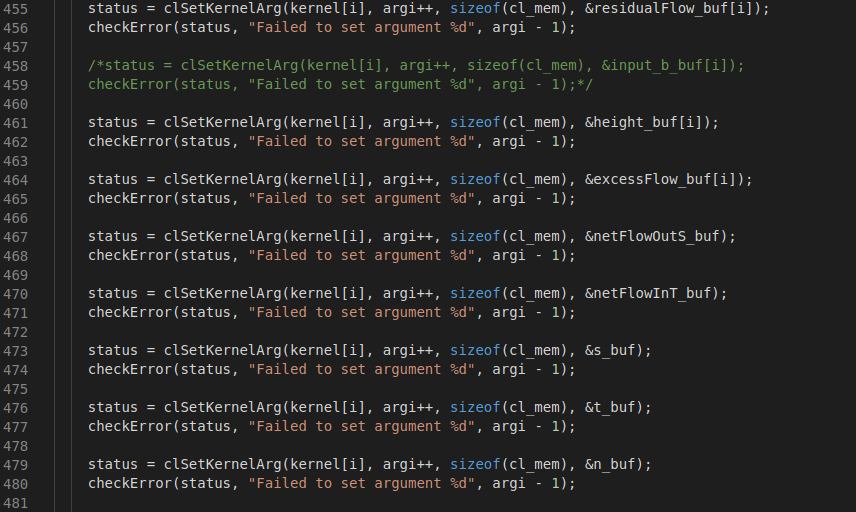 455 status = clSetKernelArg(kernel[i], argi++, sizeof(cl_mem), &residualFlow_buf[i]);
456 checkError(status, "Failed to set argument %d", argi - 1);
457
458 /*status = clSetKernelArg(kernel[i], argi++, sizeof(cl_mem), &input_b_buf[i]);
459 checkError(status, "Failed to set argument %d", argi - 1);*/
460
461 status = clSetKernelArg(kernel[i], argi++, sizeof(cl_mem), &height_buf[i]);
462 checkError(status, "Failed to set argument %d", argi - 1);
463
464 status = clSetKernelArg(kernel[i], argi++, sizeof(cl_mem), &excessFlow_buf[i]);
465 checkError(status, "Failed to set argument %d", argi - 1);
466
467 status = clSetKernelArg(kernel[i], argi++, sizeof(cl_mem), &netFlowOutS_buf);
468 checkError(status, "Failed to set argument %d", argi - 1);
469
470 status = clSetKernelArg(kernel[i], argi++, sizeof(cl_mem), &netFlowInT_buf);
471 checkError(status, "Failed to set argument %d", argi - 1);
472
473 status = clSetKernelArg(kernel[i], argi++, sizeof(cl_mem), &s_buf);
474 checkError(status, "Failed to set argument %d", argi - 1);
475
476 status = clSetKernelArg(kernel[i], argi++, sizeof(cl_mem), &t_buf);
477 checkError(status, "Failed to set argument %d", argi - 1);
478
479 status = clSetKernelArg(kernel[i], argi++, sizeof(cl_mem), &n_buf);
480 checkError(status, "Failed to set argument %d", argi - 1);
481